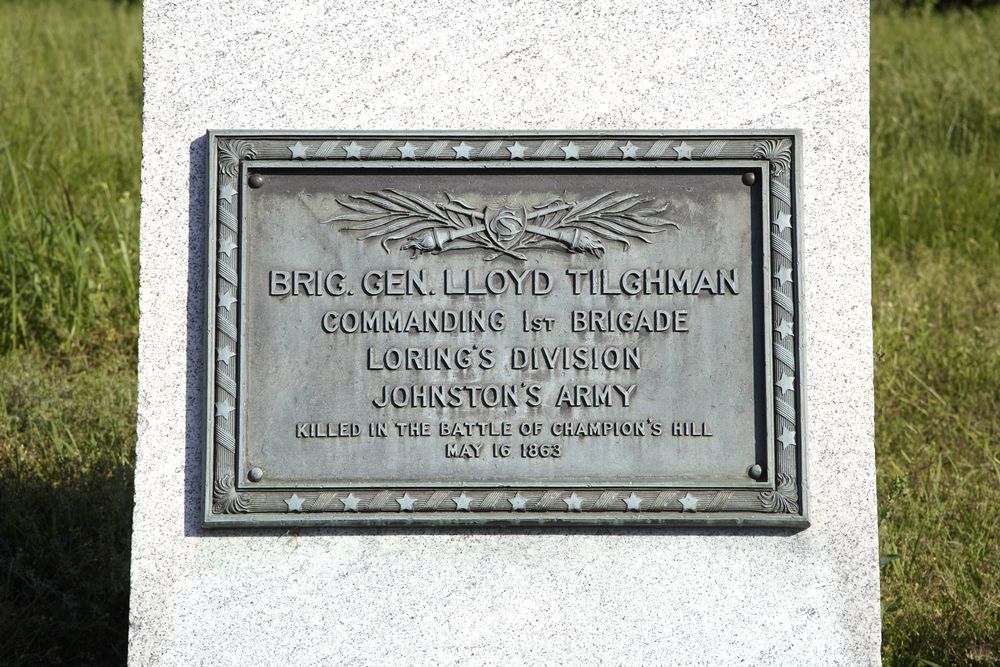 BRIG. GEN. LLOYD TILGHMAN
COMMANDING 1ST BRIGADE
LORING'S DIVISION
JOHNSTON'S ARMY
KILLED IN THE BATTLE OF CHAMPION'S HILL
MAY 16 1863